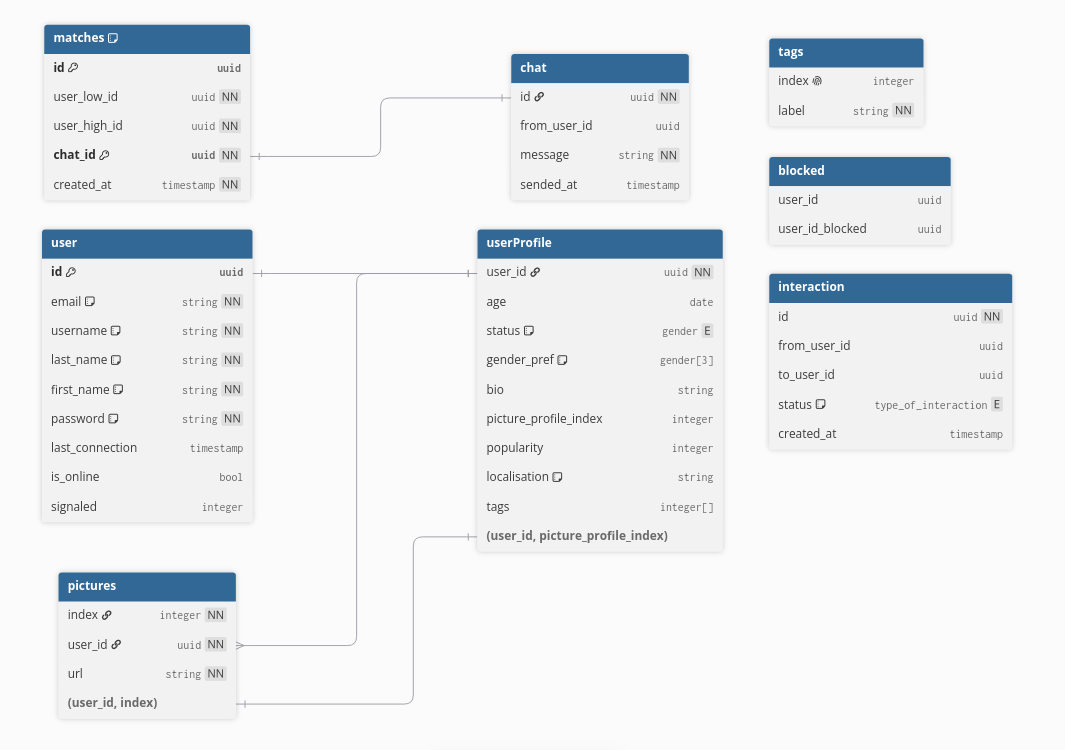 matches
id uuid
user_low_id uuid NN
user_high_id uuid NN
chat_id uuid NN
created_at timestamp NN
chat
id uuid NN
from_user_id uuid
message string NN
sended_at timestamp
tags
index integer
label string NN
blocked
user_id uuid
user_id_blocked uuid
user
id uuid
email string NN
username string NN
last_name string NN
first_name string NN
password string NN
last_connection timestamp
is_online bool
signaled integer
userProfile
user_id uuid NN
age date
status gender E
gender_pref gender[3]
bio string
picture_profile_index integer
popularity integer
localisation string
tags integer[]
(user_id, picture_profile_index)
interaction
id uuid NN
from_user_id uuid
to_user_id uuid
status type_of_interaction E
created_at timestamp
pictures
index integer NN
user_id uuid NN
url string NN
(user_id, index)